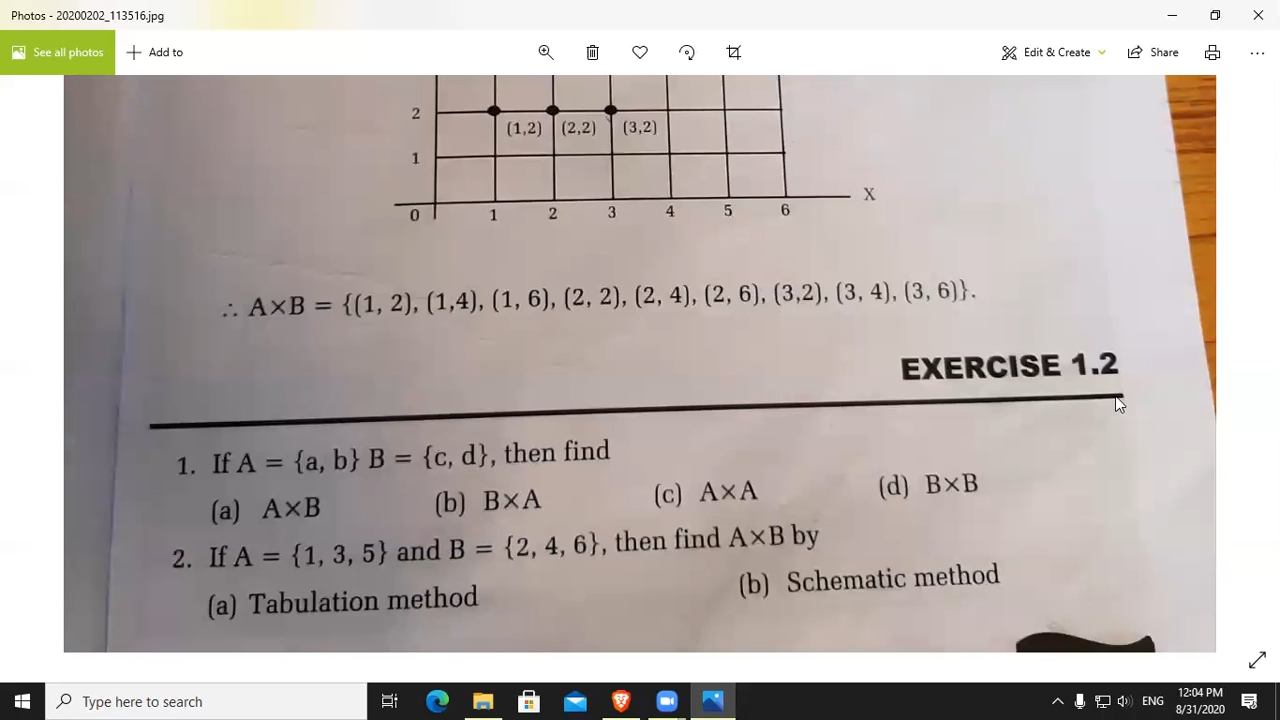 Photos - 20200202_113516.jpg
See all photos
Add to
Edit & Create
Share
2
(1,2) (2,2) (3,2)
1
X
0 1 2 3 4 5 6
∴ A×B = {(1, 2), (1,4), (1, 6), (2, 2), (2, 4), (2, 6), (3,2), (3, 4), (3, 6)}.
EXERCISE 1.2
1. If A = {a, b} B = {c, d}, then find
(a) A×B (b) B×A (c) A×A (d) B×B
2. If A = {1, 3, 5} and B = {2, 4, 6}, then find A×B by
(a) Tabulation method (b) Schematic method
Type here to search
ENG
12:04 PM
8/31/2020